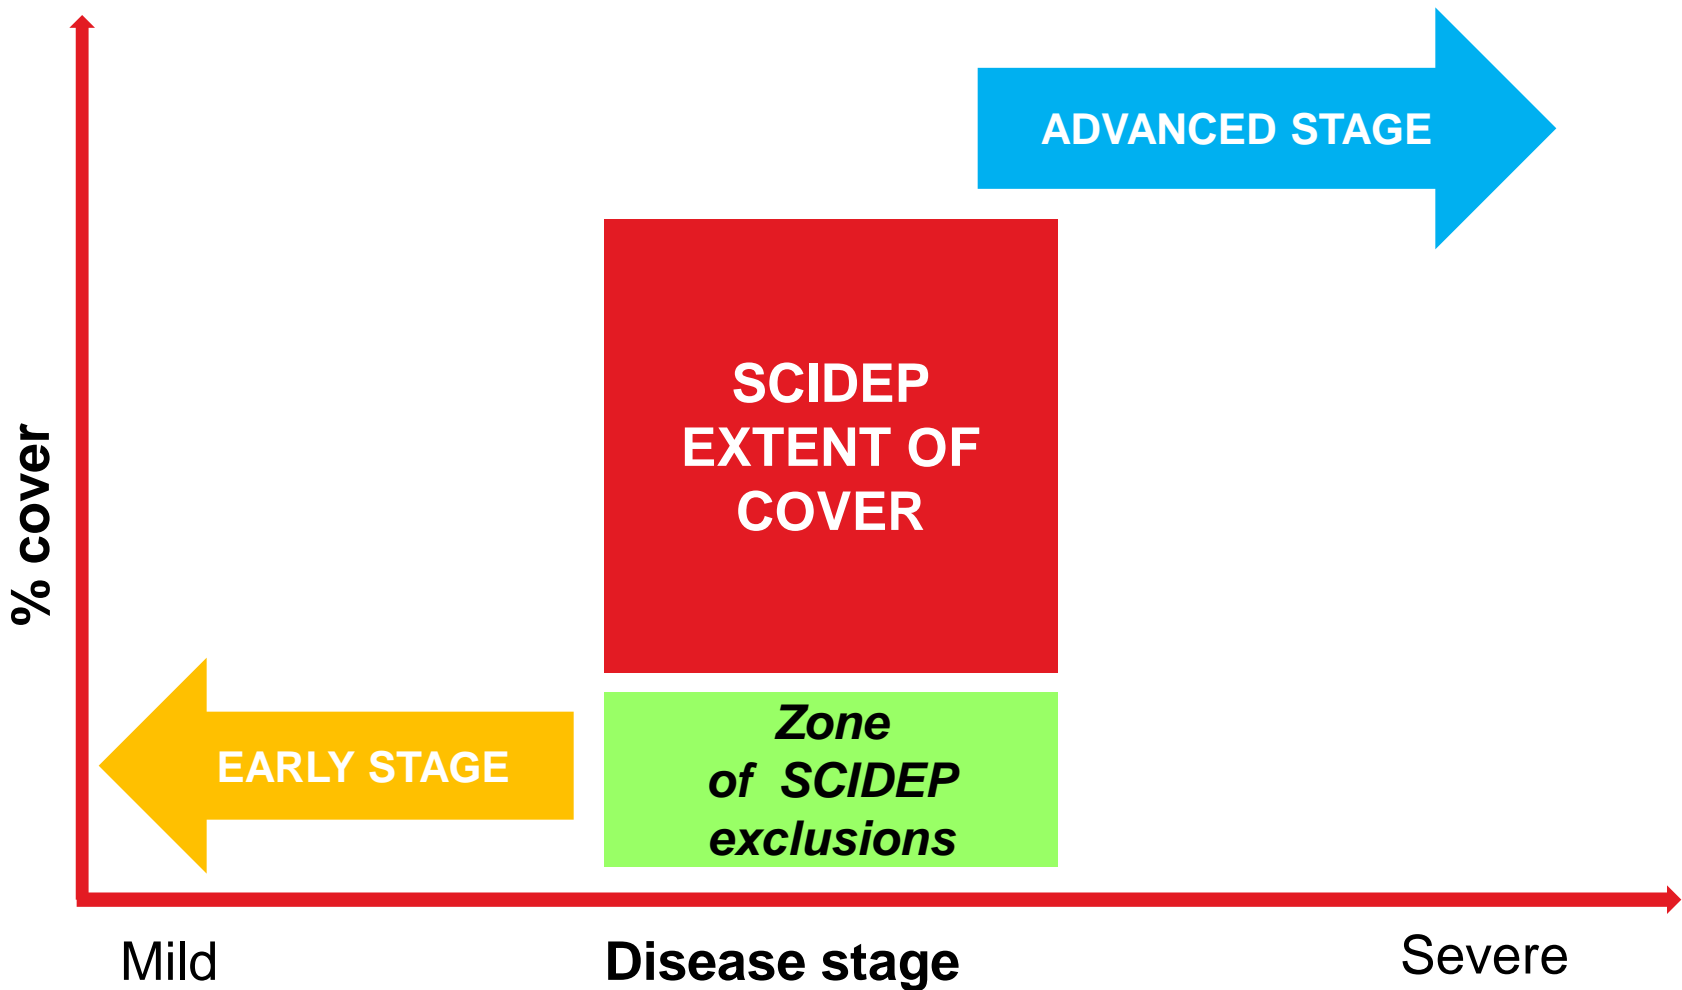 ADVANCED STAGE
SCIDEP
EXTENT OF
COVER
% cover
Zone
of SCIDEP
exclusions
EARLY STAGE
Mild
Disease stage
Severe